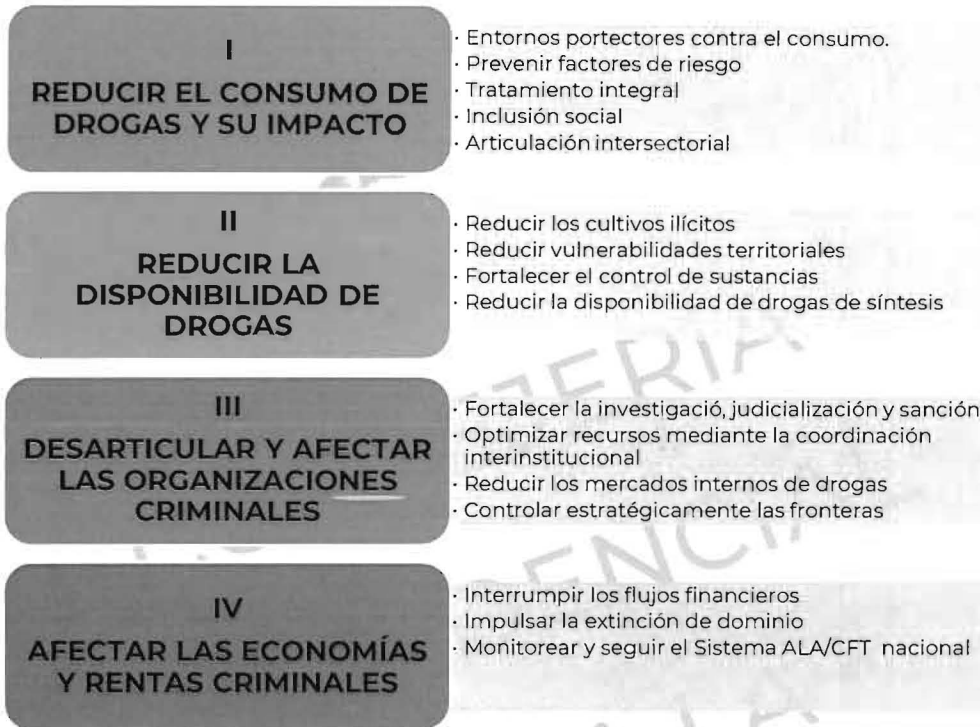 I
REDUCIR EL CONSUMO DE
DROGAS Y SU IMPACTO
· Entornos portectores contra el consumo.
· Prevenir factores de riesgo
· Tratamiento integral
· Inclusión social
· Articulación intersectorial
II
REDUCIR LA
DISPONIBILIDAD DE
DROGAS
· Reducir los cultivos ilícitos
· Reducir vulnerabilidades territoriales
· Fortalecer el control de sustancias
· Reducir la disponibilidad de drogas de síntesis
III
DESARTICULAR Y AFECTAR
LAS ORGANIZACIONES
CRIMINALES
· Fortalecer la investigació, judicialización y sanción
· Optimizar recursos mediante la coordinación
interinstitucional
· Reducir los mercados internos de drogas
· Controlar estratégicamente las fronteras
IV
AFECTAR LAS ECONOMÍAS
Y RENTAS CRIMINALES
· Interrumpir los flujos financieros
· Impulsar la extinción de dominio
· Monitorear y seguir el Sistema ALA/CFT nacional